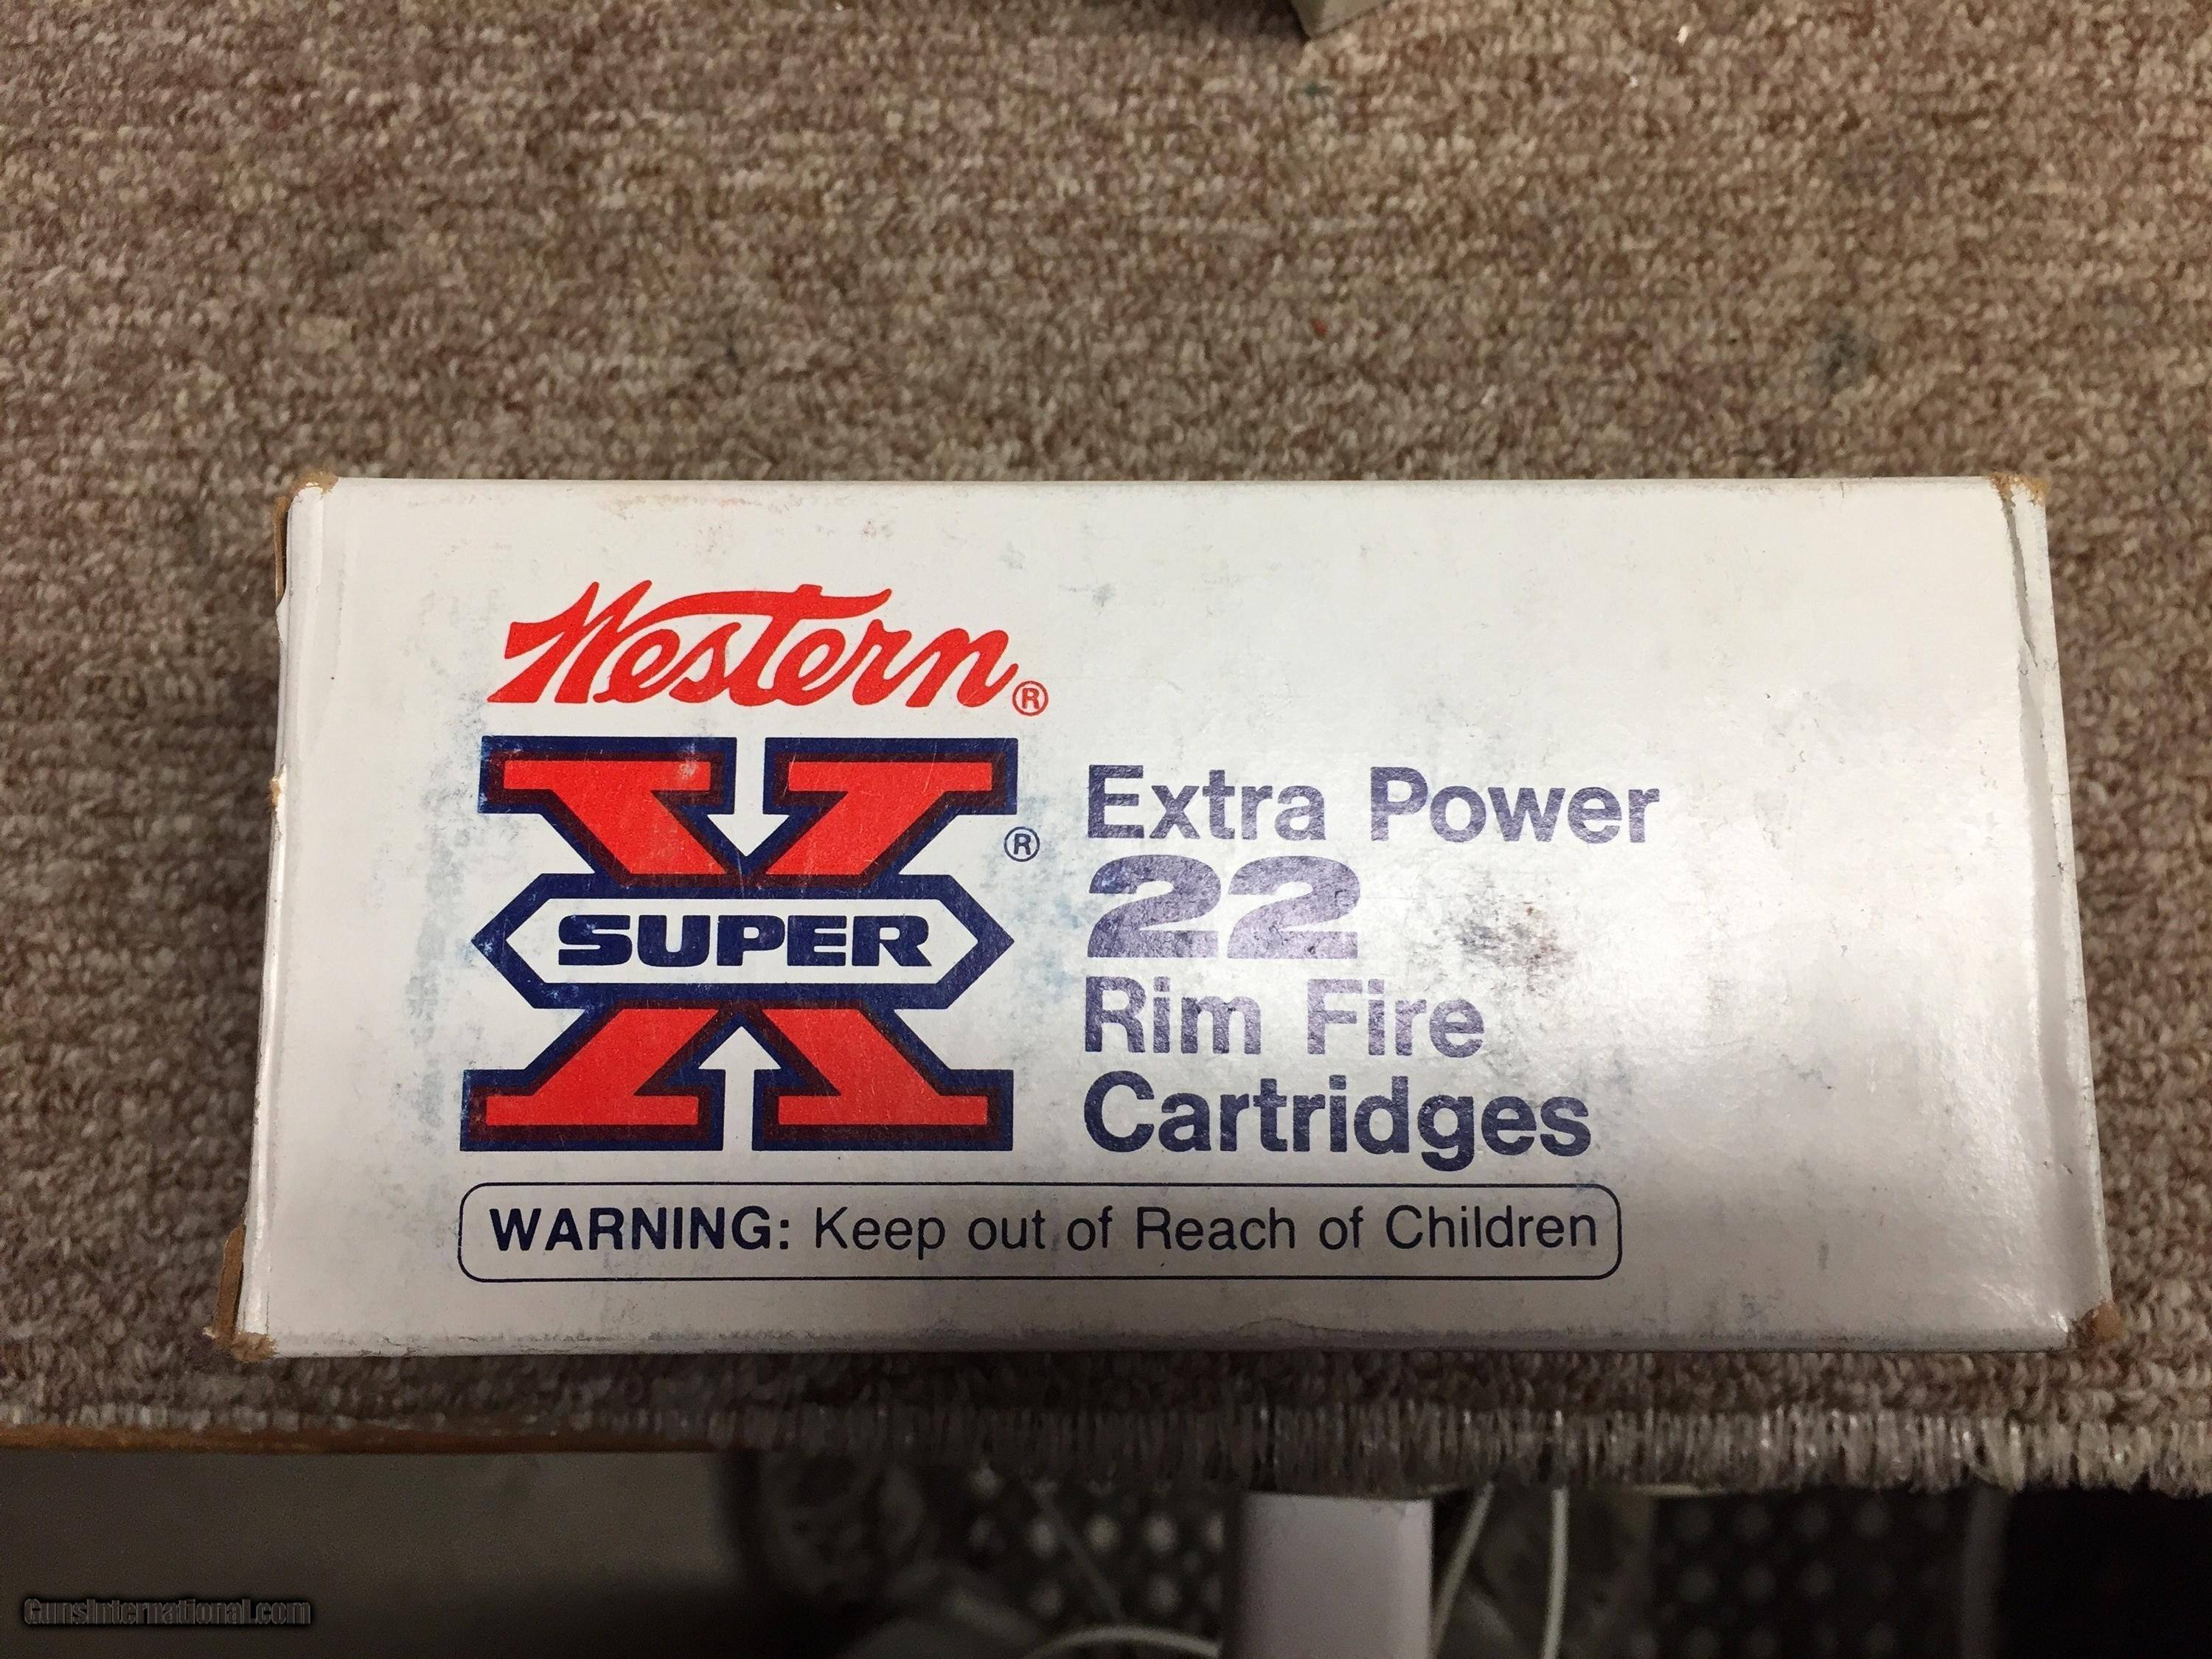 Western®
X®
SUPER
Extra Power
22
Rim Fire
Cartridges
WARNING: Keep out of Reach of Children
GunsInternational.com